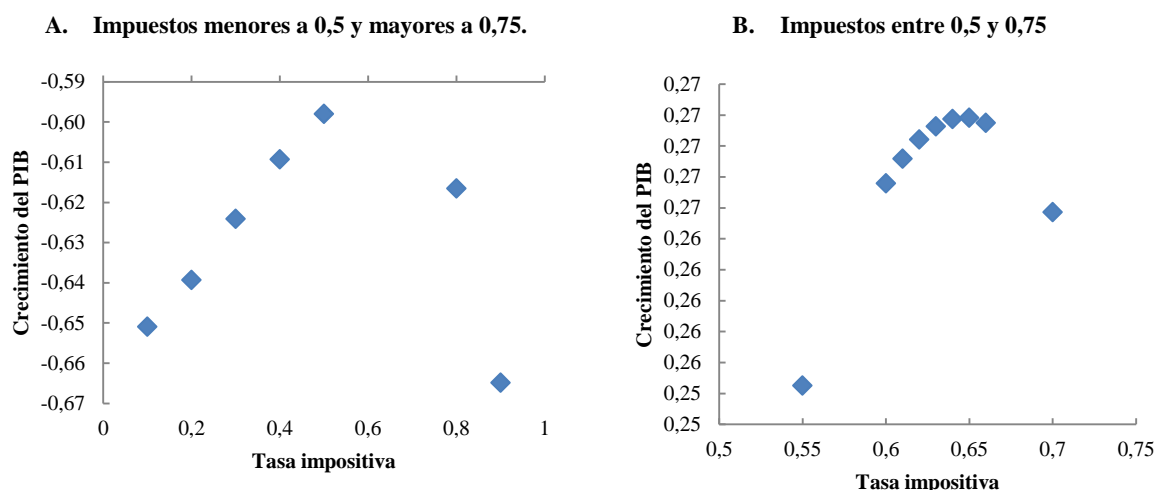 A. Impuestos menores a 0,5 y mayores a 0,75.
-0,59
-0,60
-0,61
-0,62
-0,63
-0,64
-0,65
-0,66
-0,67
Crecimiento del PIB
0 0,2 0,4 0,6 0,8 1
Tasa impositiva
B. Impuestos entre 0,5 y 0,75
0,27
0,27
0,27
0,27
0,27
0,26
0,26
0,26
0,26
0,26
0,25
0,25
Crecimiento del PIB
0,5 0,55 0,6 0,65 0,7 0,75
Tasa impositiva